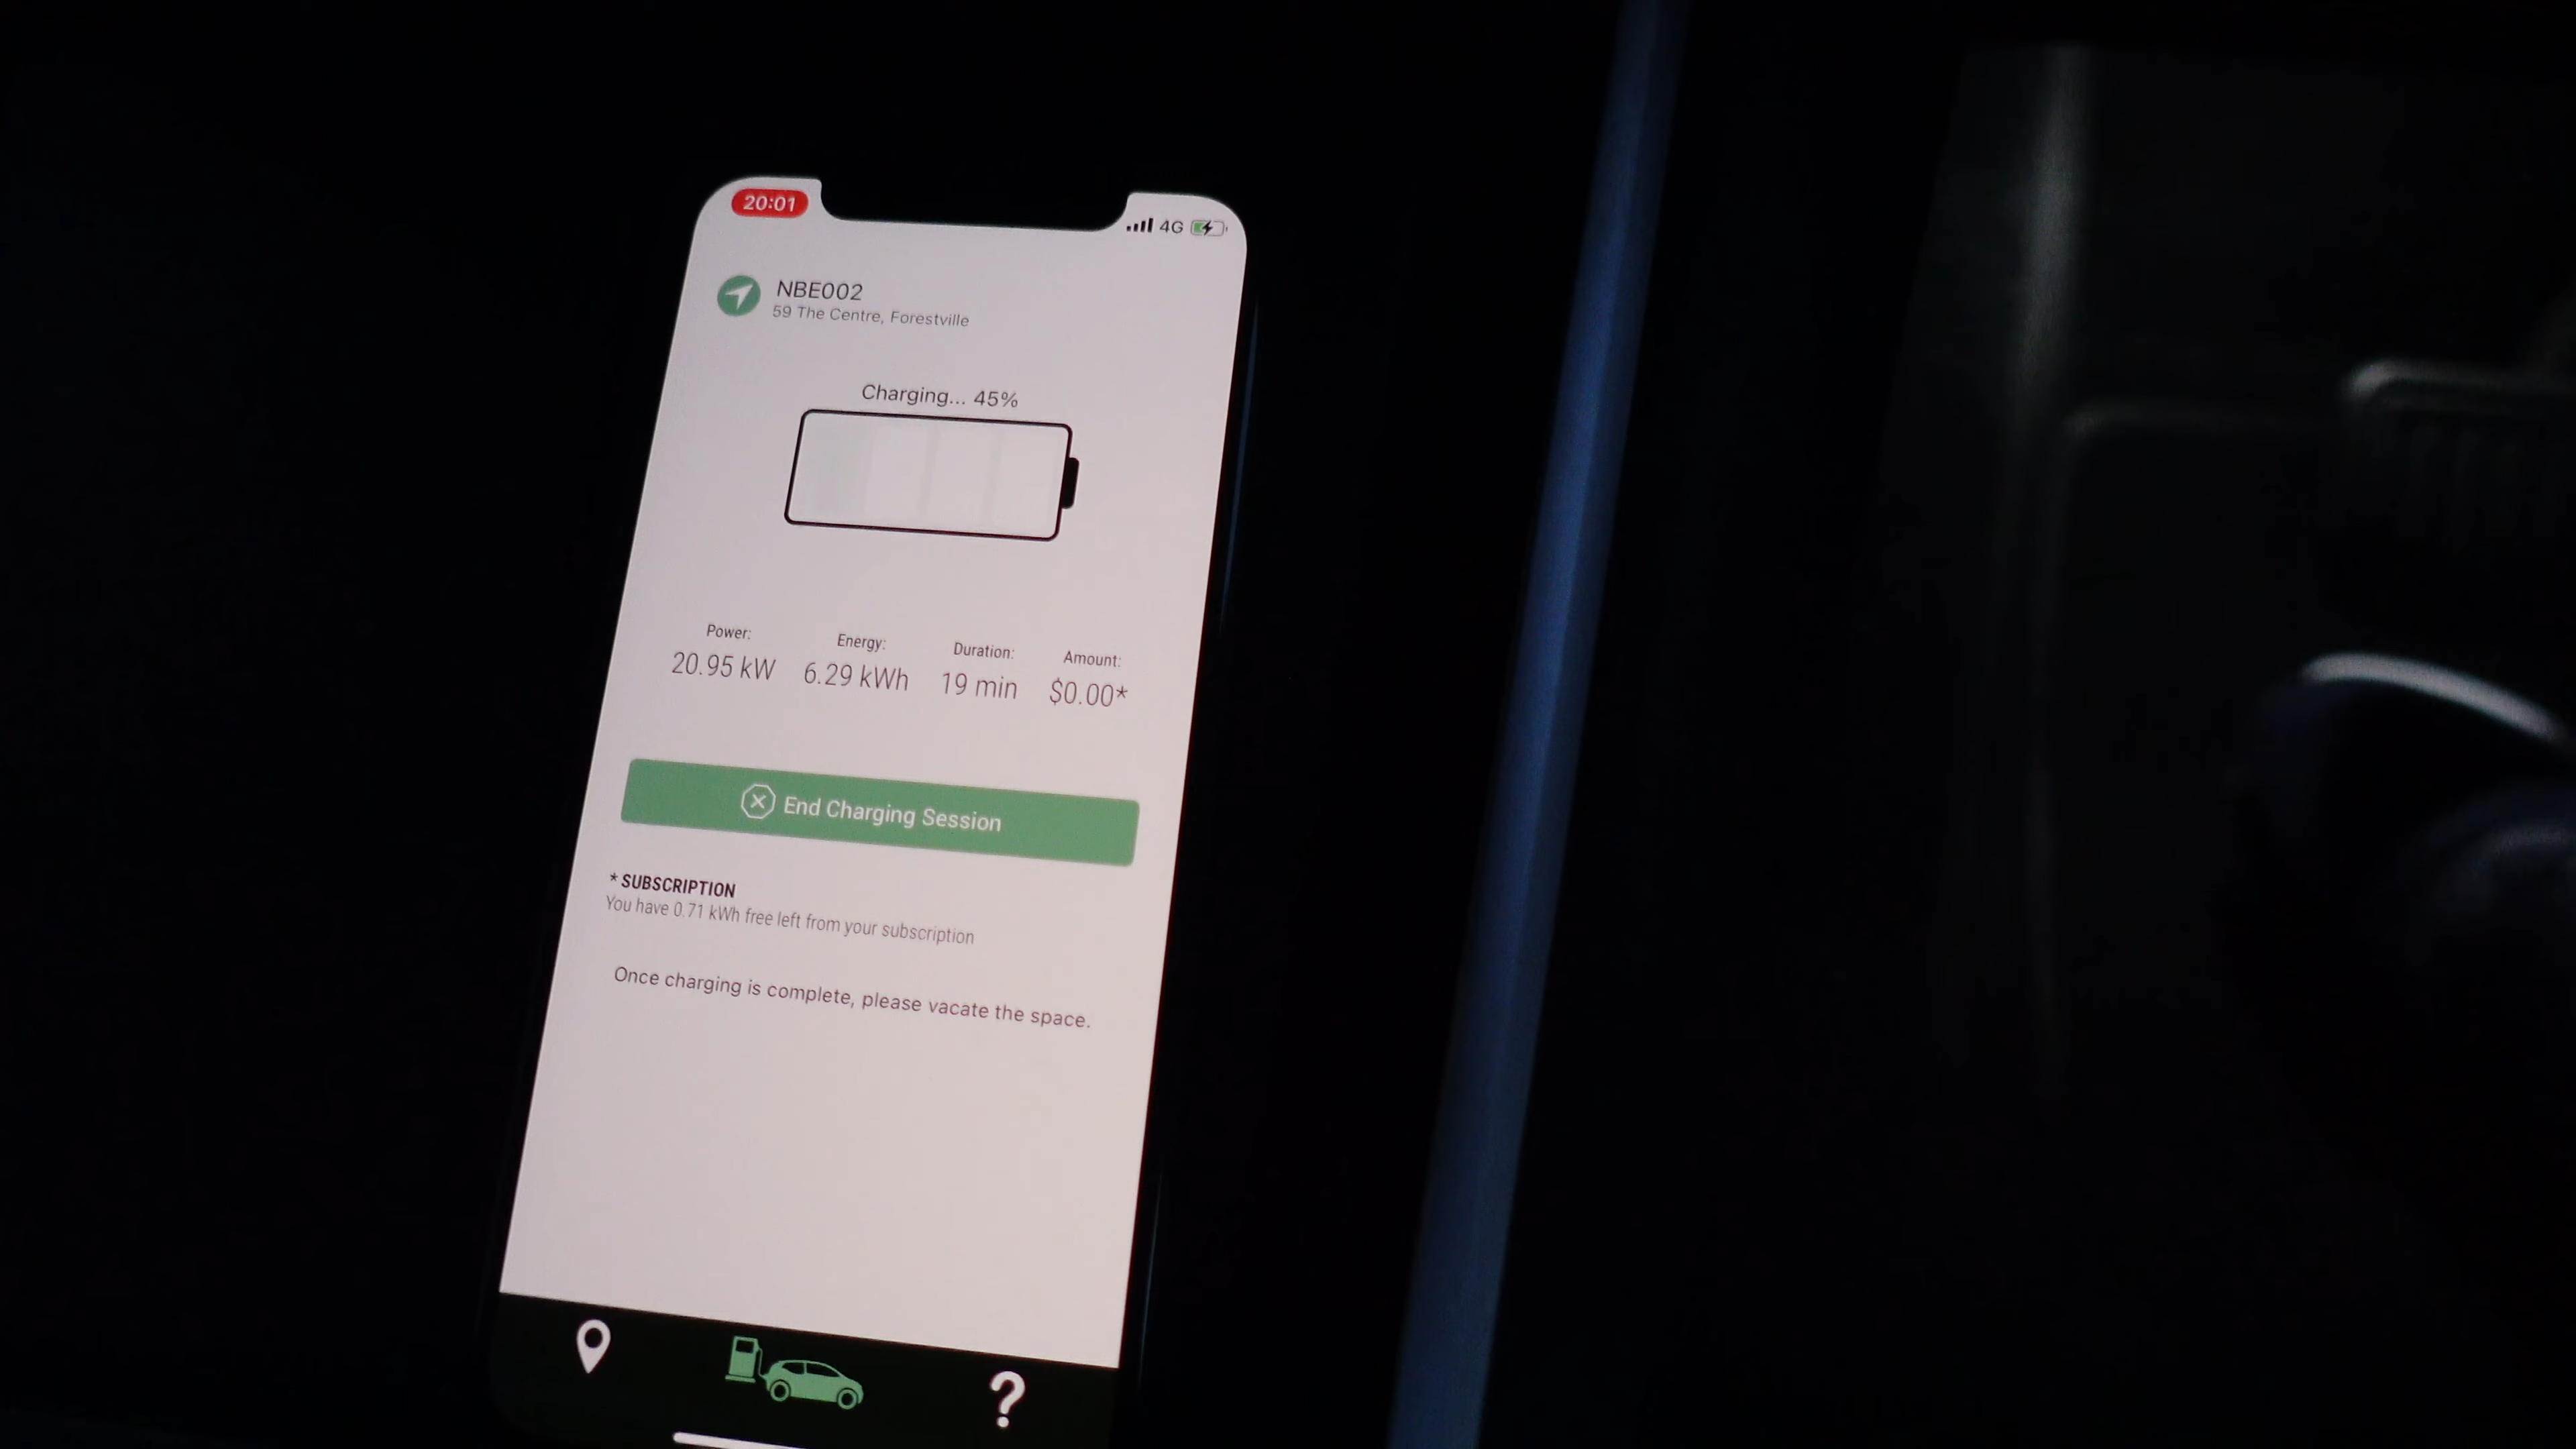 20:01
4G
NBE002
59 The Centre, Forestville
Charging... 45%
Power: Energy: Duration: Amount:
20.95 kW 6.29 kWh 19 min $0.00*
End Charging Session
* SUBSCRIPTION
You have 0.71 kWh free left from your subscription
Once charging is complete, please vacate the space.
?